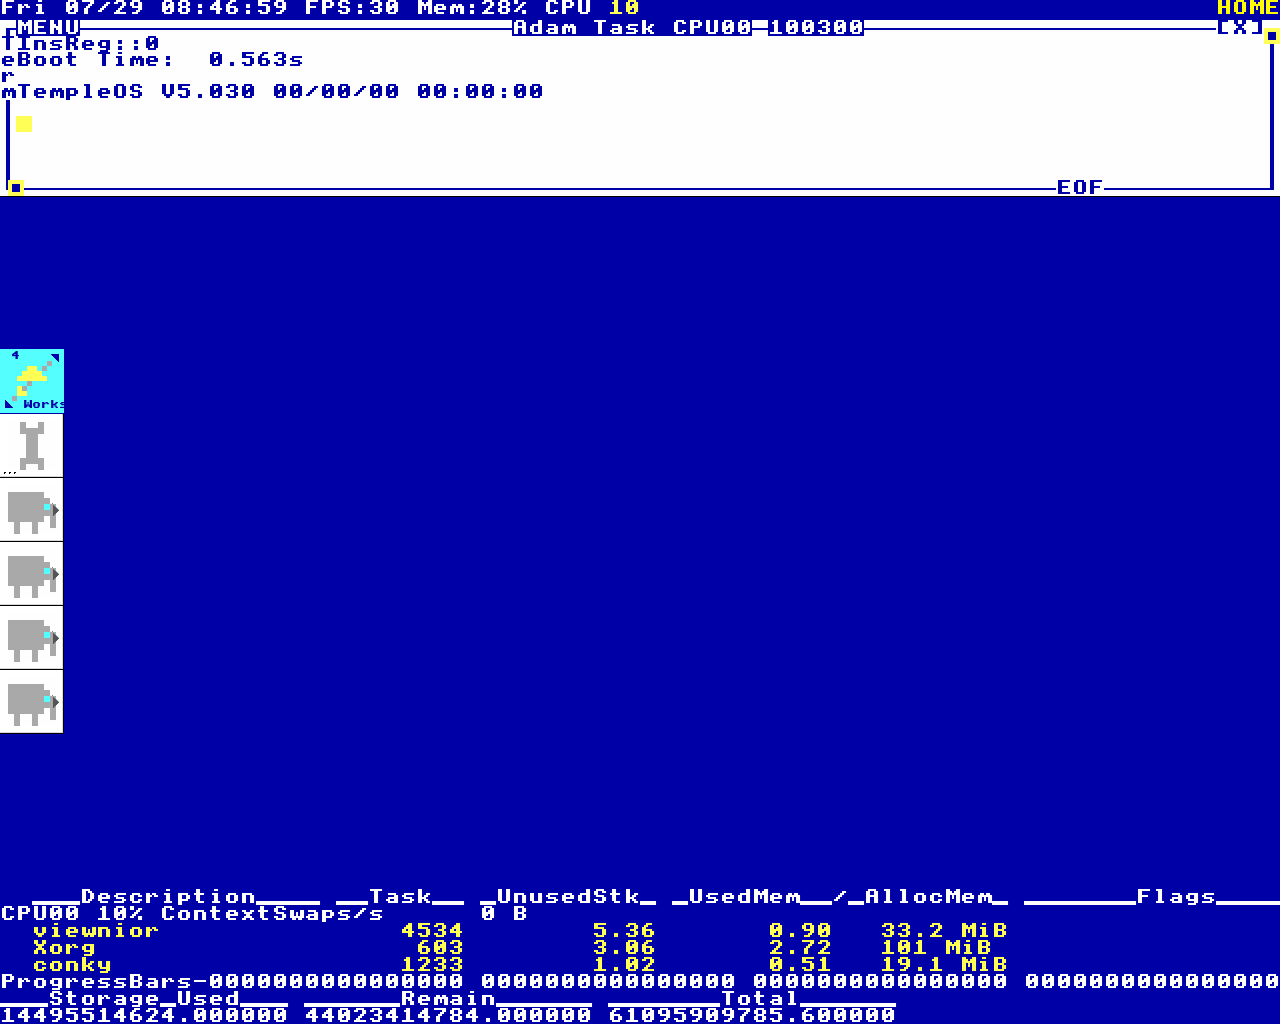 Fri 07/29 08:46:59 FPS:30 Mem:28% CPU 10 HOME
MENU Adam Task CPU00 100300 [X]
fInsReg::0
eBoot Time: 0.563s
r
mTempleOS V5.030 00/00/00 00:00:00
EOF
4
Works
...
____Description____ __Task__ _UnusedStk_ _UsedMem__/_AllocMem_ _______Flags____
CPU00 10% ContextSwaps/s 0 B
viewnior 4534 5.36 0.90 33.2 MiB
Xorg 603 3.06 2.72 101 MiB
conky 1233 1.02 0.51 19.1 MiB
ProgressBars-0000000000000000 0000000000000000 0000000000000000 0000000000000000
___Storage_Used___ ______Remain______ _______Total______
14495514624.000000 44023414784.000000 61095909785.600000